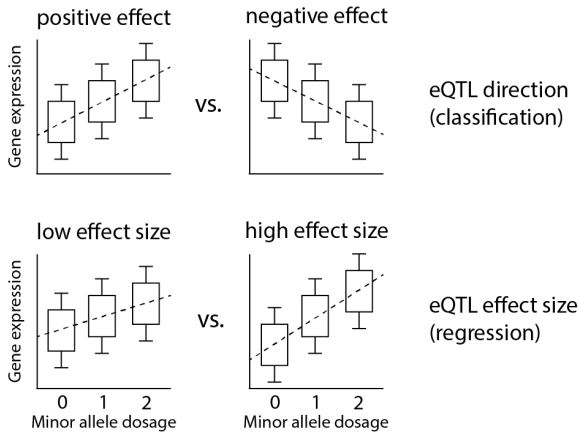 positive effect
negative effect
Gene expression
vs.
eQTL direction
(classification)
low effect size
high effect size
Gene expression
vs.
eQTL effect size
(regression)
0 1 2
0 1 2
Minor allele dosage
Minor allele dosage